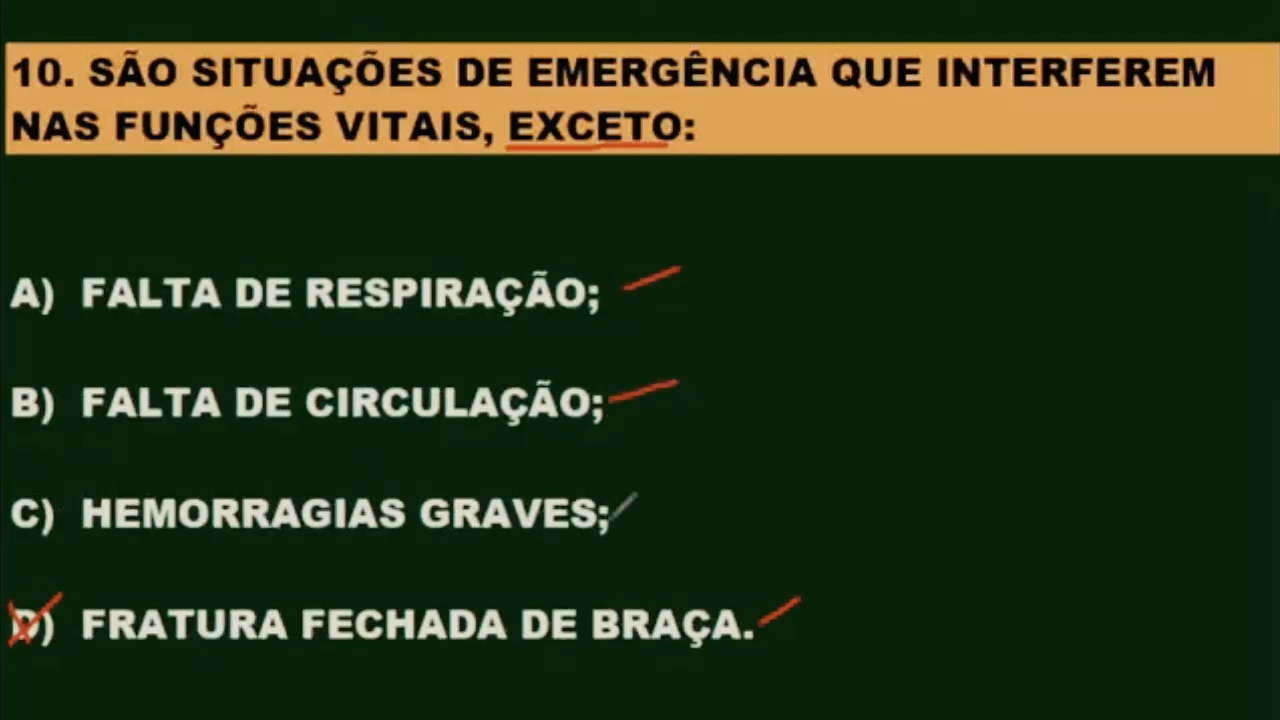 10. SÃO SITUAÇÕES DE EMERGÊNCIA QUE INTERFEREM
NAS FUNÇÕES VITAIS, EXCETO:
A) FALTA DE RESPIRAÇÃO;
B) FALTA DE CIRCULAÇÃO;
C) HEMORRAGIAS GRAVES;
D) FRATURA FECHADA DE BRAÇA.